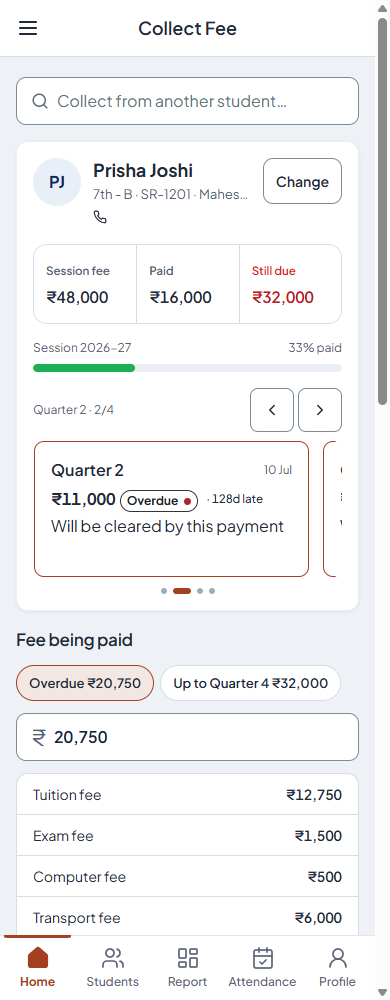 Collect Fee
Collect from another student…
PJ
Prisha Joshi
7th - B · SR-1201 · Mahes…
Change
Session fee
₹48,000
Paid
₹16,000
Still due
₹32,000
Session 2026–27
33% paid
Quarter 2 · 2/4
Quarter 2
10 Jul
₹11,000
Overdue
· 128d late
Will be cleared by this payment
Fee being paid
Overdue ₹20,750
Up to Quarter 4 ₹32,000
₹ 20,750
Tuition fee
₹12,750
Exam fee
₹1,500
Computer fee
₹500
Transport fee
₹6,000
Home
Students
Report
Attendance
Profile